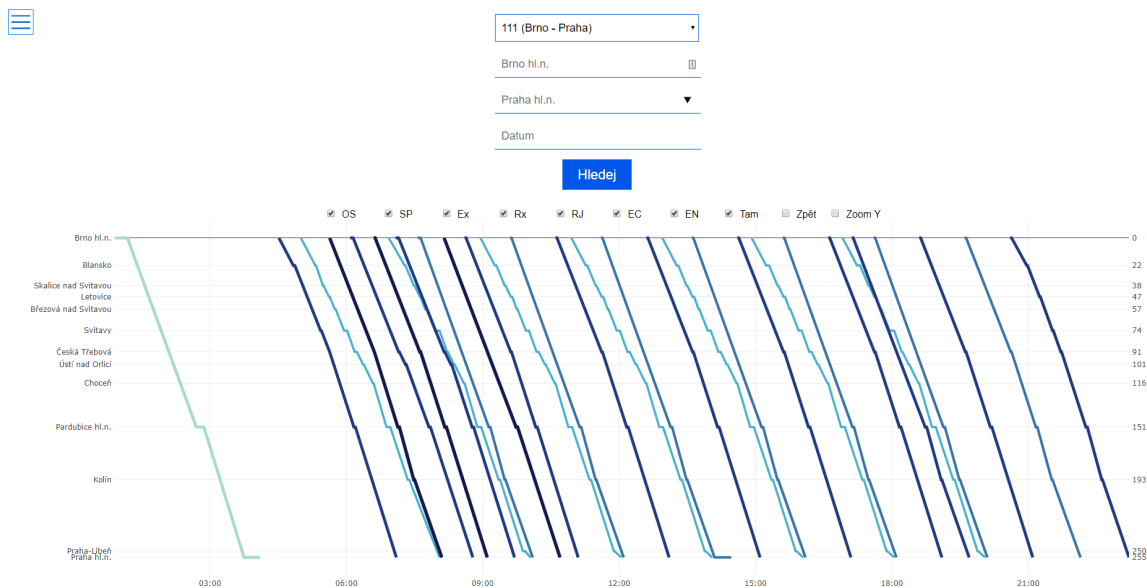 111 (Brno - Praha)
Brno hl.n.
Praha hl.n.
Datum
Hledej
OS SP Ex Rx RJ EC EN Tam Zpět Zoom Y
Brno hl.n. 0
Blansko 22
Skalice nad Svitavou 38
Letovice 47
Březová nad Svitavou 57
Svitavy 74
Česká Třebová 91
Ústí nad Orlicí 101
Choceň 116
Pardubice hl.n. 151
Kolín 193
Praha-Libeň 250
Praha hl.n. 255
03:00 06:00 09:00 12:00 15:00 18:00 21:00